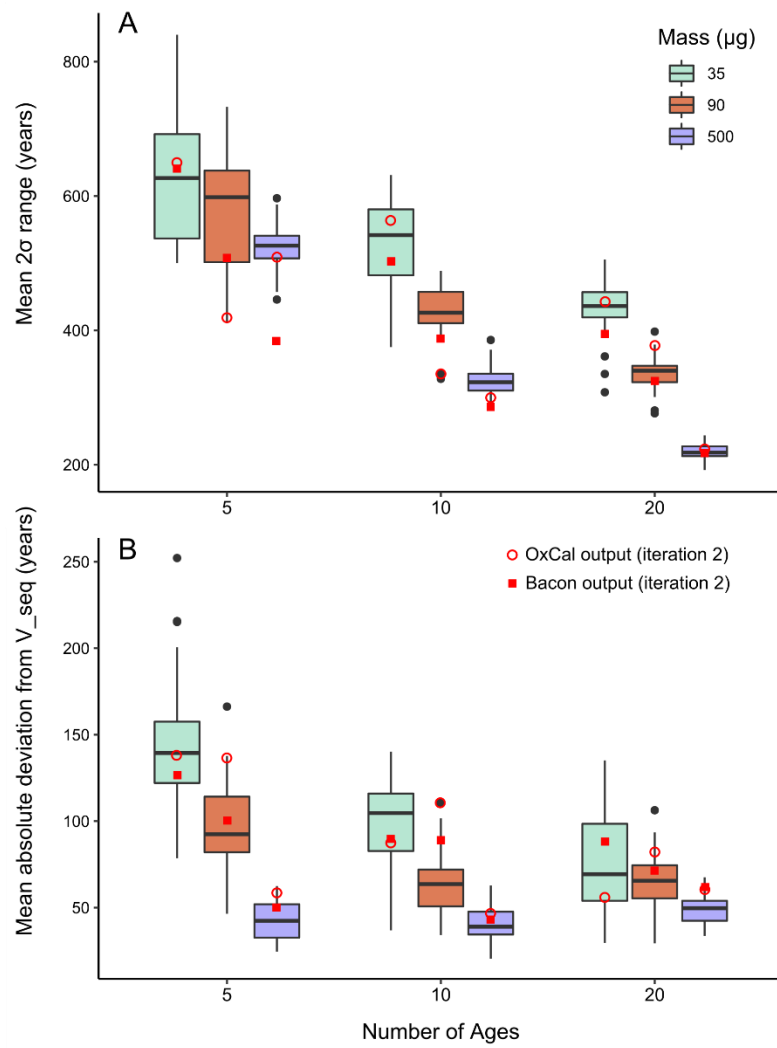 A
Mass (µg)
35
90
500
Mean 2σ range (years)
800
600
400
200
5
10
20
B
OxCal output (iteration 2)
Bacon output (iteration 2)
Mean absolute deviation from V_seq (years)
250
200
150
100
50
5
10
20
Number of Ages